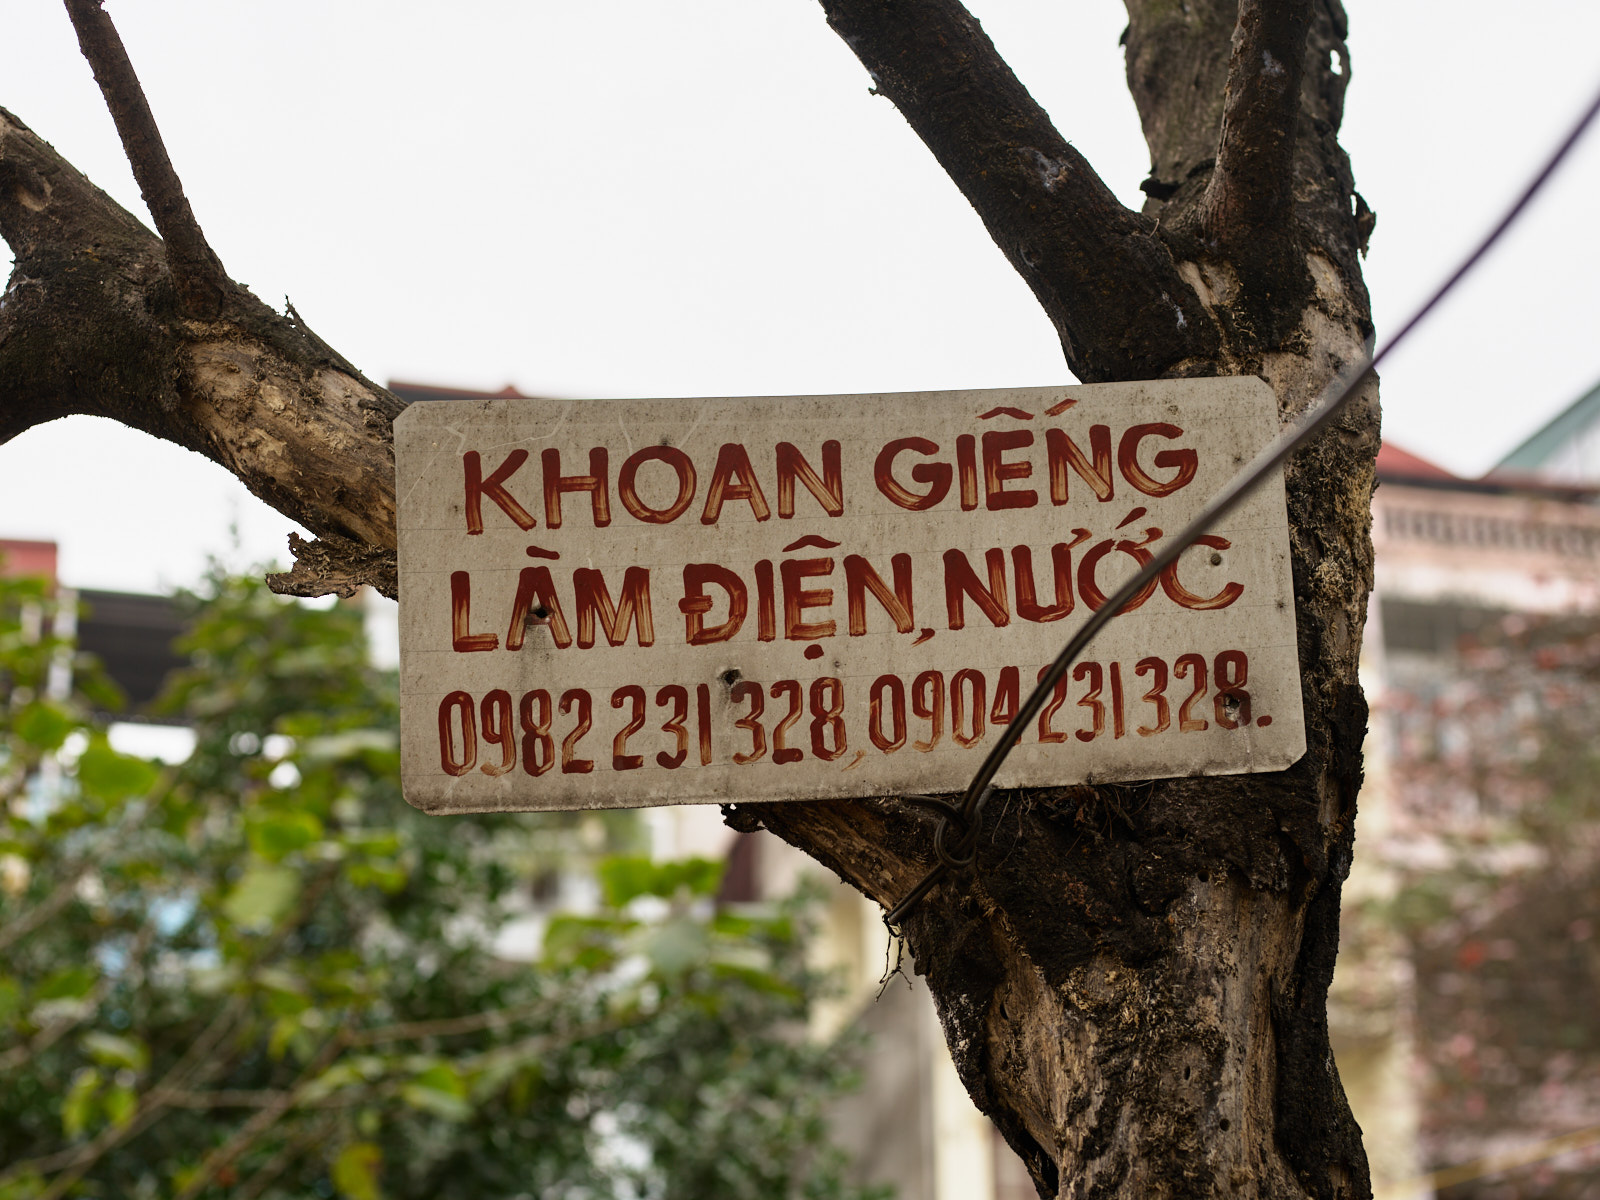 KHOAN GIẾNG
LÀM ĐIỆN, NƯỚC
0982 231 328, 0904 231 328.